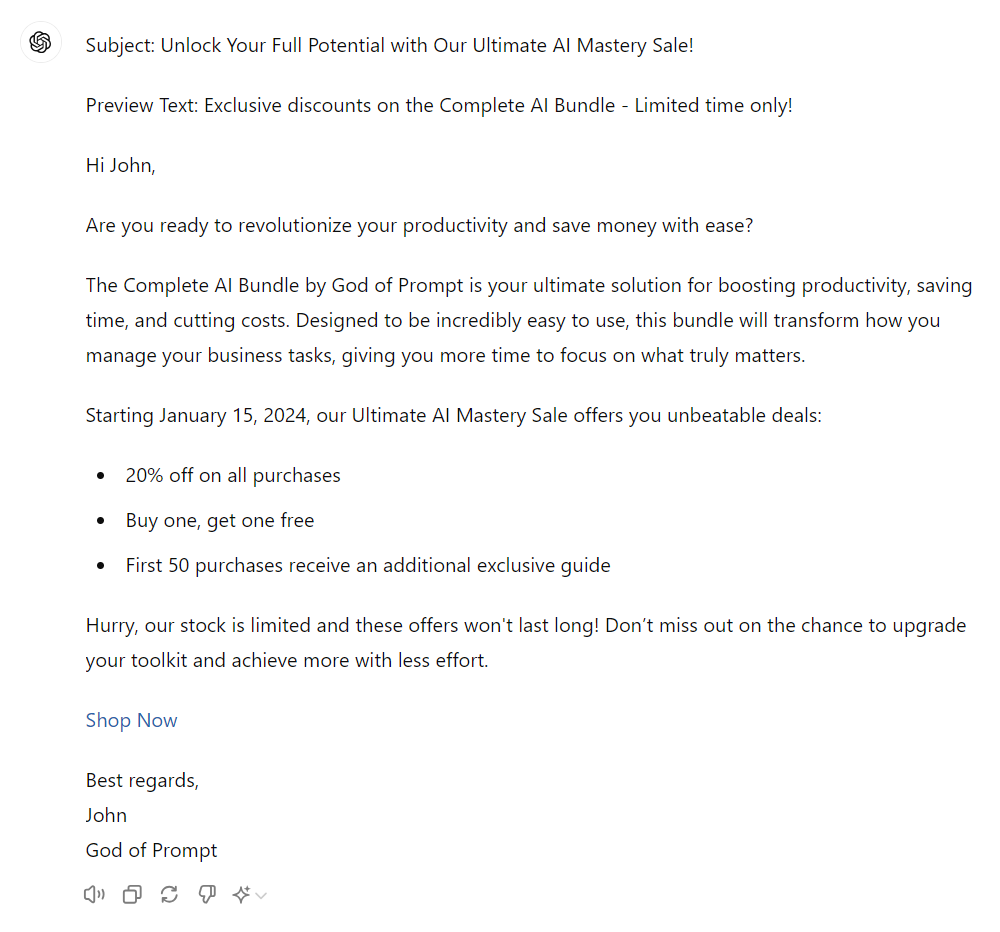 Subject: Unlock Your Full Potential with Our Ultimate AI Mastery Sale!
Preview Text: Exclusive discounts on the Complete AI Bundle - Limited time only!
Hi John,
Are you ready to revolutionize your productivity and save money with ease?
The Complete AI Bundle by God of Prompt is your ultimate solution for boosting productivity, saving
time, and cutting costs. Designed to be incredibly easy to use, this bundle will transform how you
manage your business tasks, giving you more time to focus on what truly matters.
Starting January 15, 2024, our Ultimate AI Mastery Sale offers you unbeatable deals:
• 20% off on all purchases
• Buy one, get one free
• First 50 purchases receive an additional exclusive guide
Hurry, our stock is limited and these offers won't last long! Don’t miss out on the chance to upgrade
your toolkit and achieve more with less effort.
Shop Now
Best regards,
John
God of Prompt